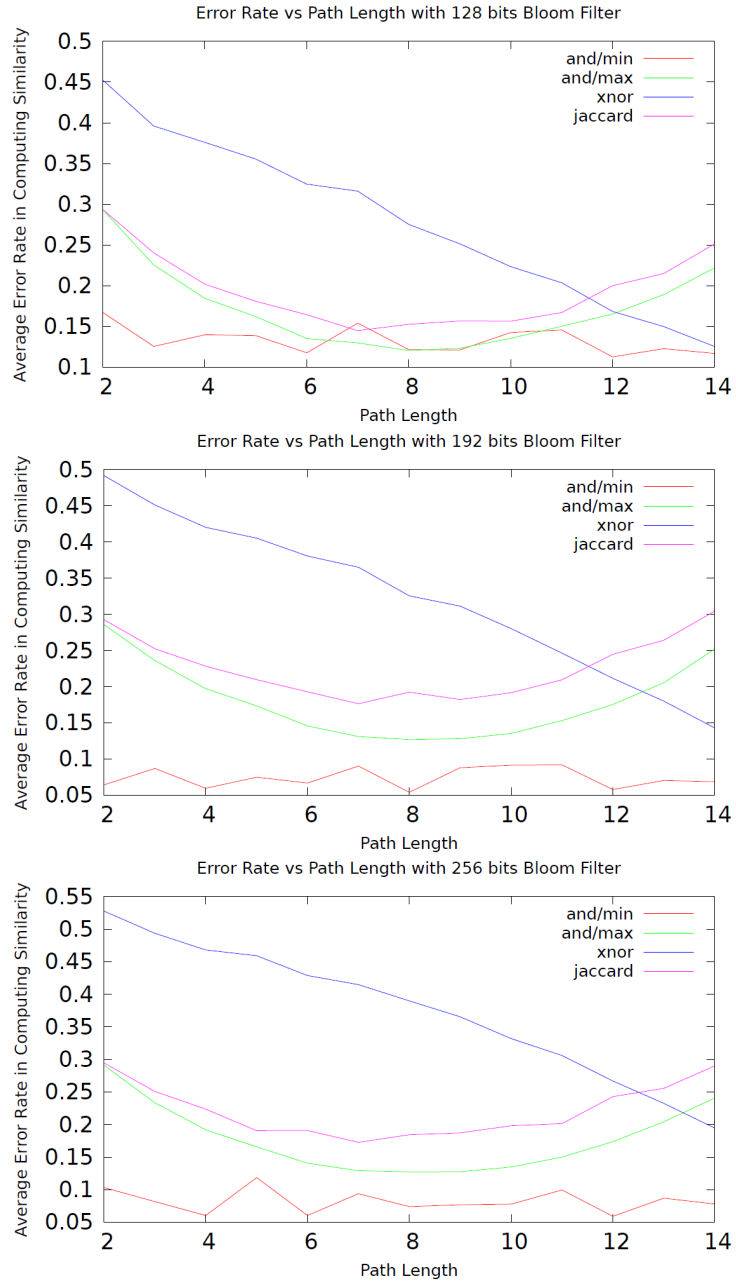 Error Rate vs Path Length with 128 bits Bloom Filter
Average Error Rate in Computing Similarity
0.5
0.45
0.4
0.35
0.3
0.25
0.2
0.15
0.1
and/min
and/max
xnor
jaccard
2 4 6 8 10 12 14
Path Length
Error Rate vs Path Length with 192 bits Bloom Filter
Average Error Rate in Computing Similarity
0.5
0.45
0.4
0.35
0.3
0.25
0.2
0.15
0.1
0.05
and/min
and/max
xnor
jaccard
2 4 6 8 10 12 14
Path Length
Error Rate vs Path Length with 256 bits Bloom Filter
Average Error Rate in Computing Similarity
0.55
0.5
0.45
0.4
0.35
0.3
0.25
0.2
0.15
0.1
0.05
and/min
and/max
xnor
jaccard
2 4 6 8 10 12 14
Path Length